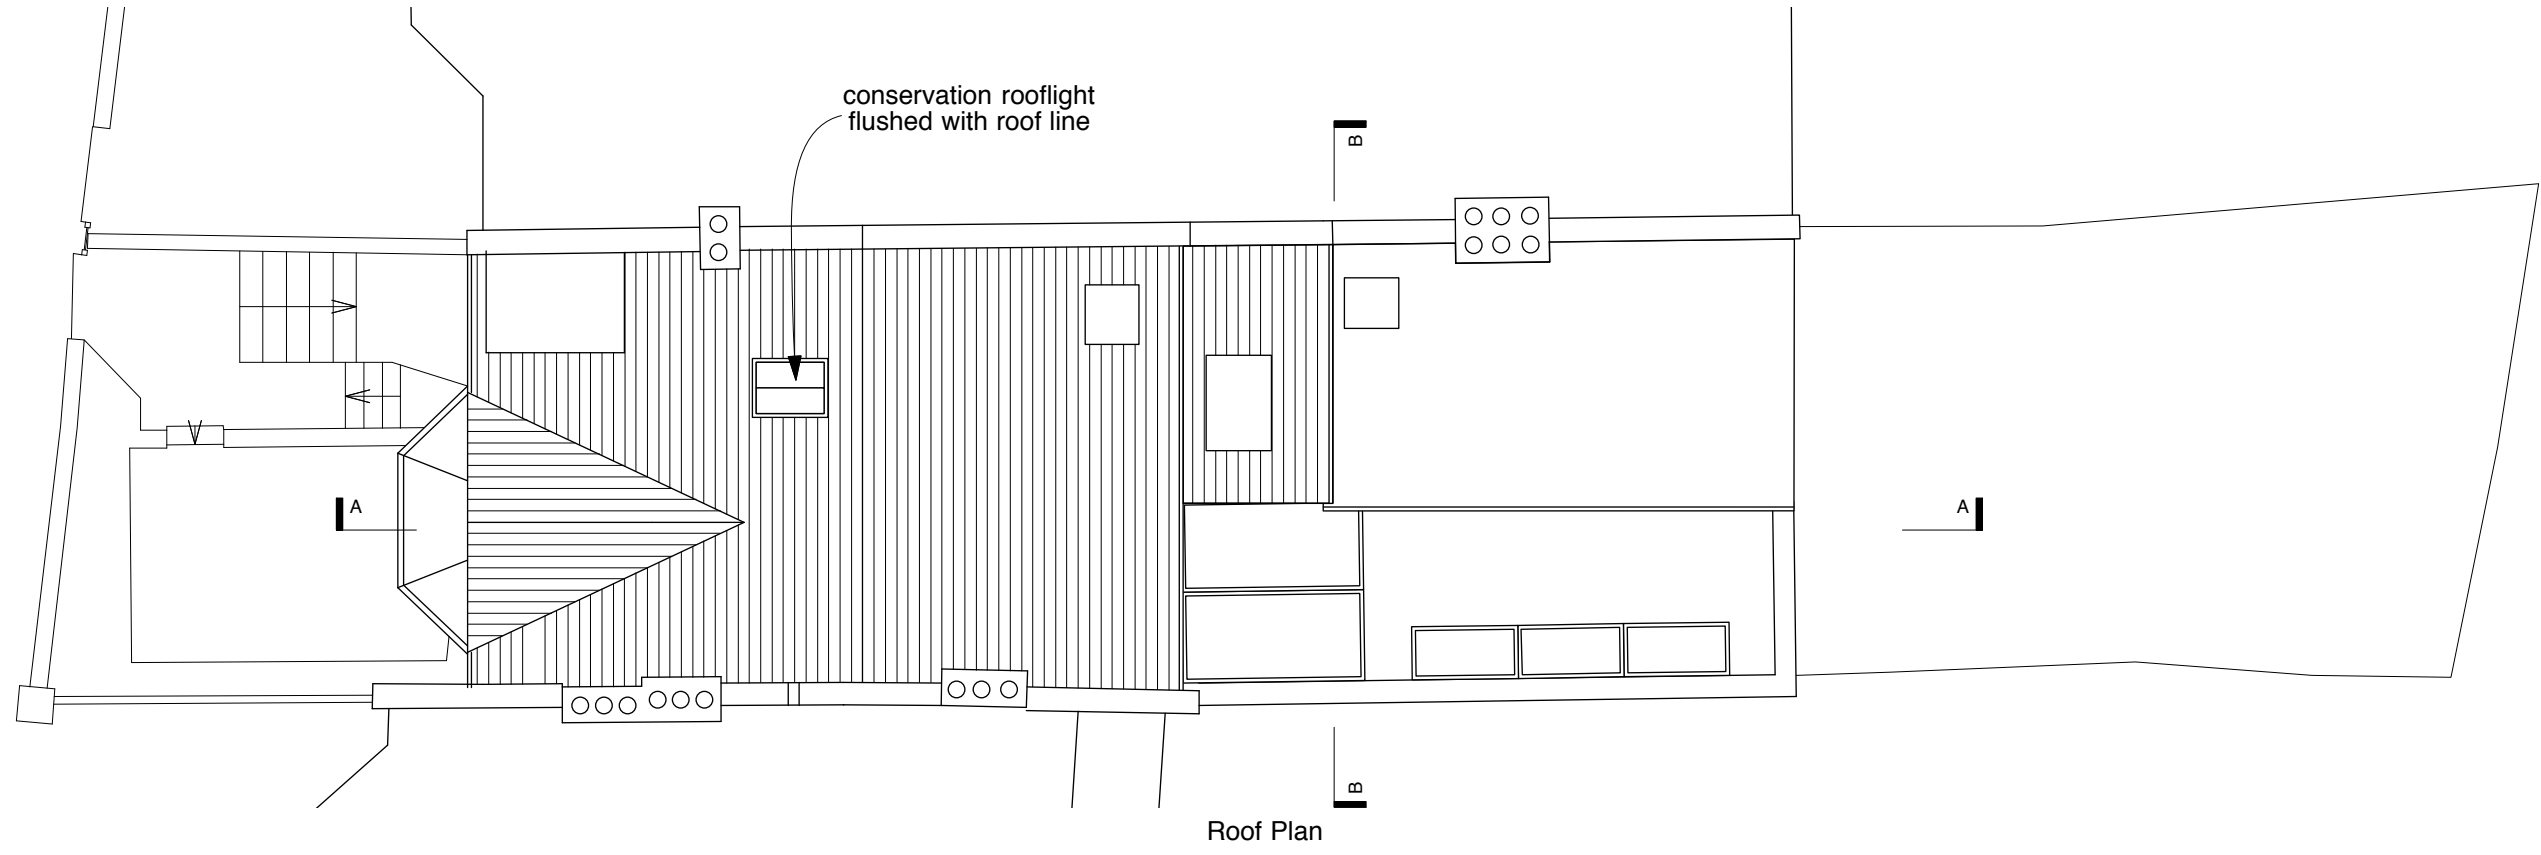 conservation rooflight
flushed with roof line
B
A
A
B
Roof Plan